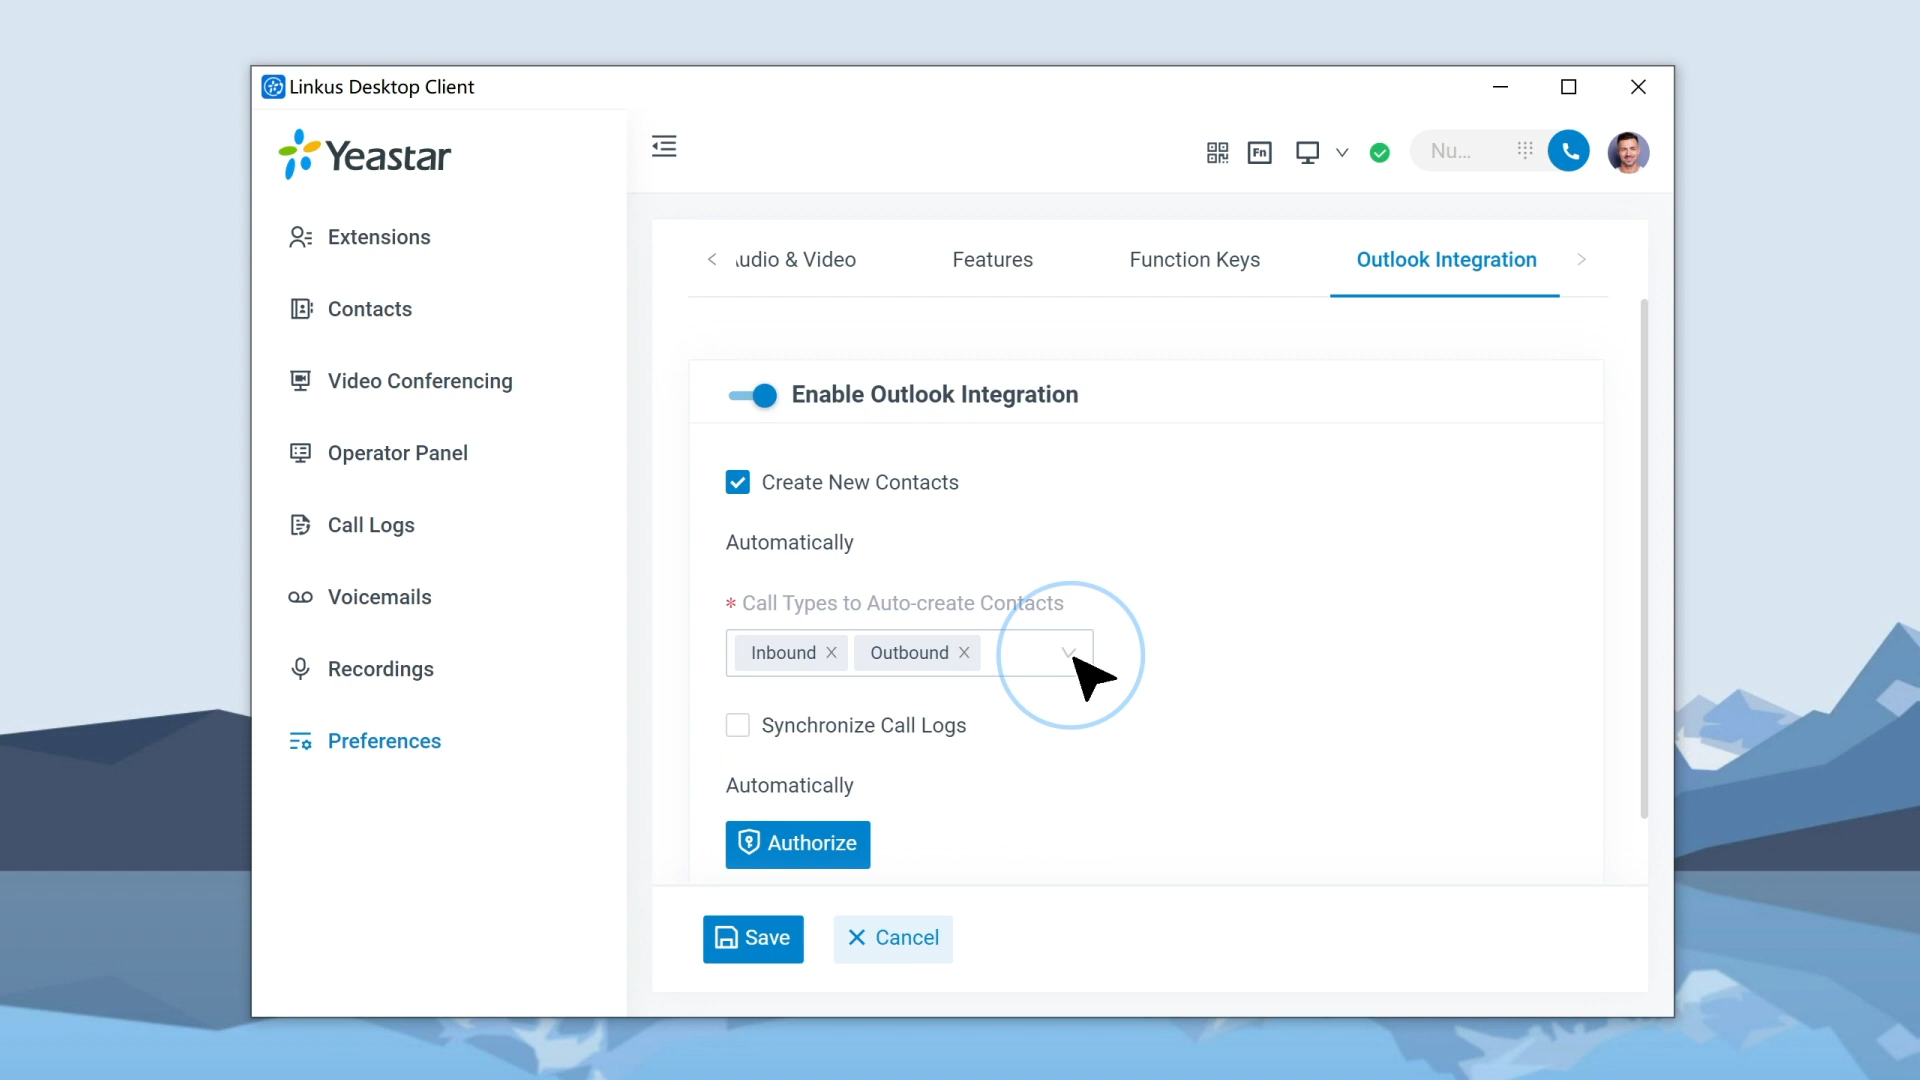 Linkus Desktop Client
Yeastar
Fn
Nu...
Extensions
Contacts
Video Conferencing
Operator Panel
Call Logs
Voicemails
Recordings
Preferences
udio & Video
Features
Function Keys
Outlook Integration
Enable Outlook Integration
Create New Contacts
Automatically
* Call Types to Auto-create Contacts
Inbound
Outbound
Synchronize Call Logs
Automatically
Authorize
Save
Cancel